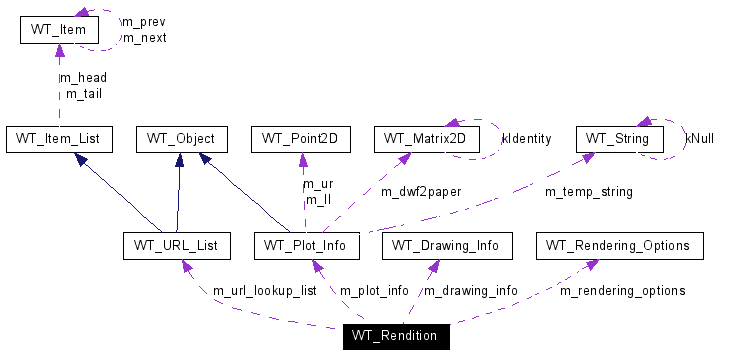 WT_Item
m_prev
m_next
m_head
m_tail
WT_Item_List
WT_Object
WT_Point2D
WT_Matrix2D
kIdentity
WT_String
kNull
m_ur
m_ll
m_dwf2paper
m_temp_string
WT_URL_List
WT_Plot_Info
WT_Drawing_Info
WT_Rendering_Options
m_url_lookup_list
m_plot_info
m_drawing_info
m_rendering_options
WT_Rendition